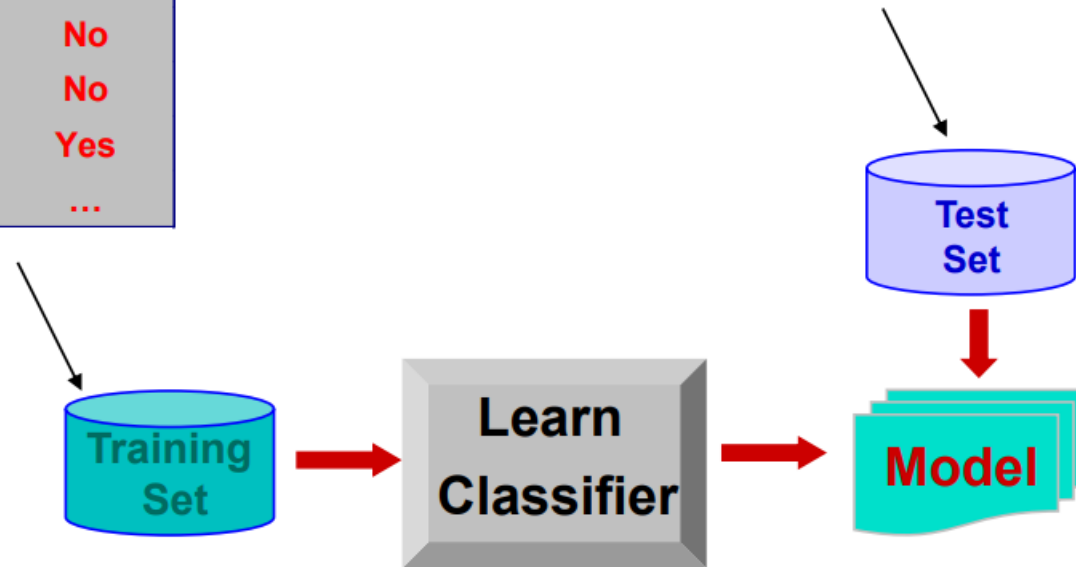 No
No
Yes
...
Test
Set
Training
Set
Learn
Classifier
Model